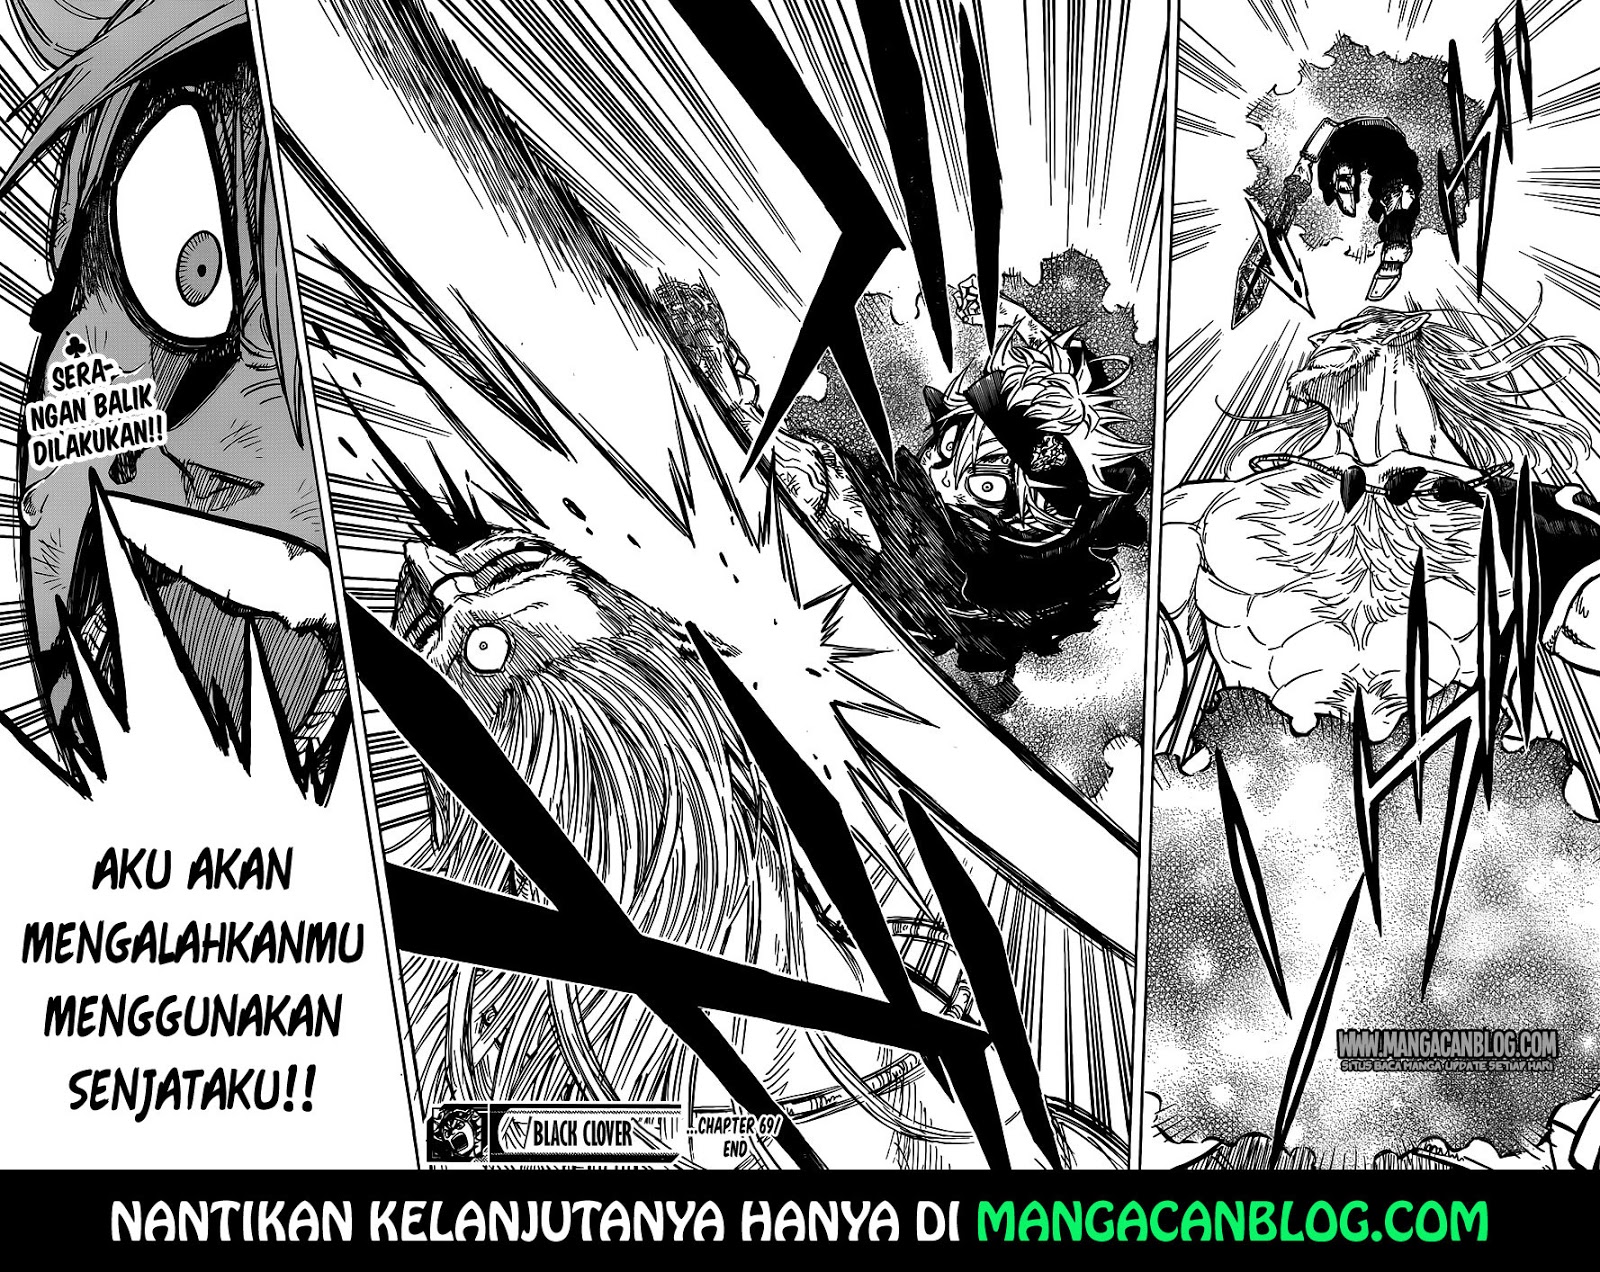 SERA-
NGAN BALIK
DILAKUKAN!!
AKU AKAN
MENGALAHKANMU
MENGGUNAKAN
SENJATAKU!!
BLACK CLOVER
...CHAPTER 69/
END
WWW.MANGACANBLOG.COM
SITUS BACA MANGA UPDATE SETIAP HARI
NANTIKAN KELANJUTANYA HANYA DI MANGACANBLOG.COM